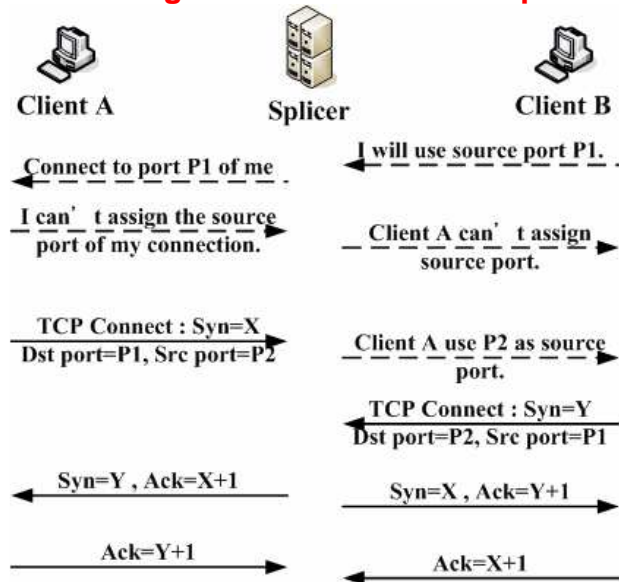 Client A
Splicer
Client B
Connect to port P1 of me
I will use source port P1.
I can' t assign the source
port of my connection.
Client A can' t assign
source port.
TCP Connect : Syn=X
Dst port=P1, Src port=P2
Client A use P2 as source
port.
TCP Connect : Syn=Y
Dst port=P2, Src port=P1
Syn=Y , Ack=X+1
Syn=X , Ack=Y+1
Ack=Y+1
Ack=X+1